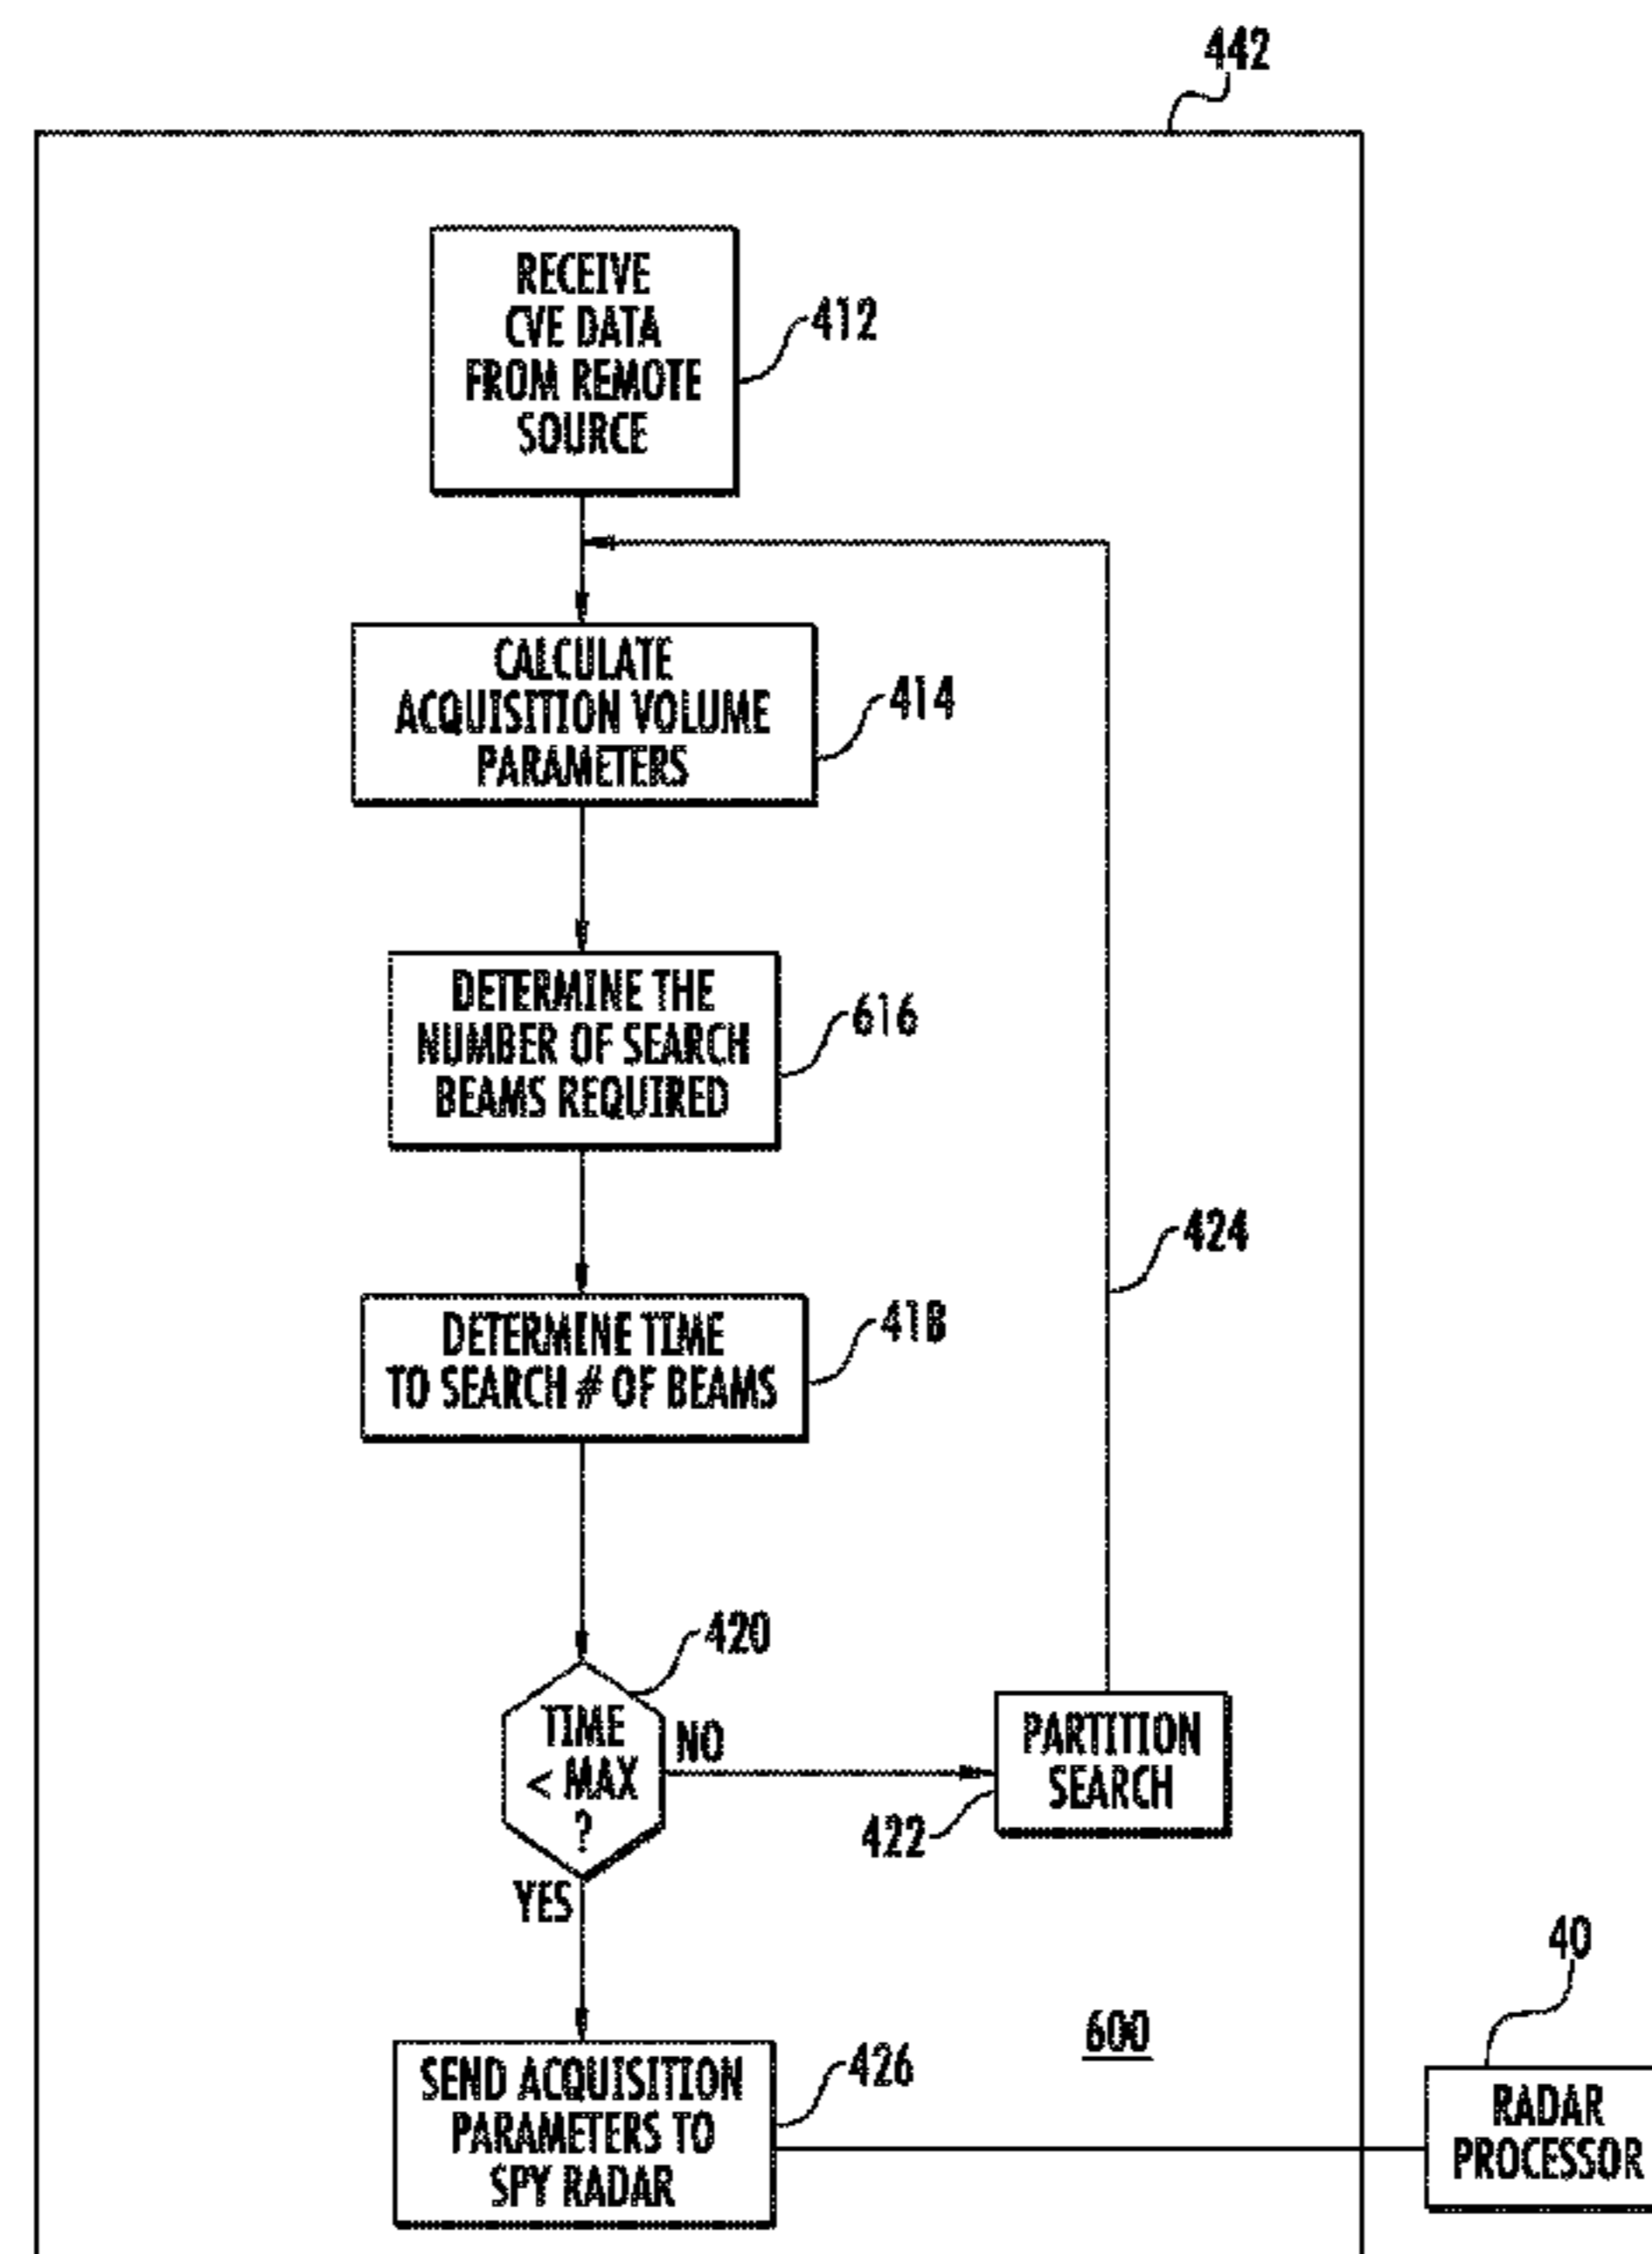 442
RECEIVE
CVE DATA
FROM REMOTE
SOURCE
412
CALCULATE
ACQUISITION VOLUME
PARAMETERS
414
DETERMINE THE
NUMBER OF SEARCH
BEAMS REQUIRED
616
424
DETERMINE TIME
TO SEARCH # OF BEAMS
418
420
TIME
< MAX
?
NO
YES
PARTITION
SEARCH
422
40
600
SEND ACQUISITION
PARAMETERS TO
SPY RADAR
426
RADAR
PROCESSOR